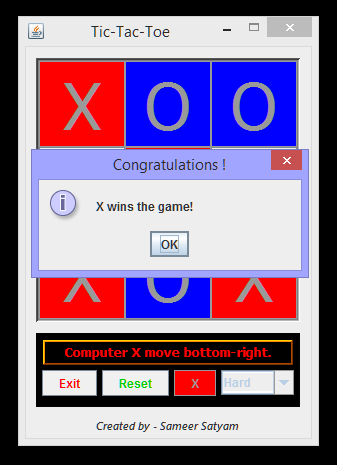 Tic-Tac-Toe
X O O
Congratulations !
X wins the game!
OK
X O X
Computer X move bottom-right.
Exit Reset X Hard
Created by - Sameer Satyam